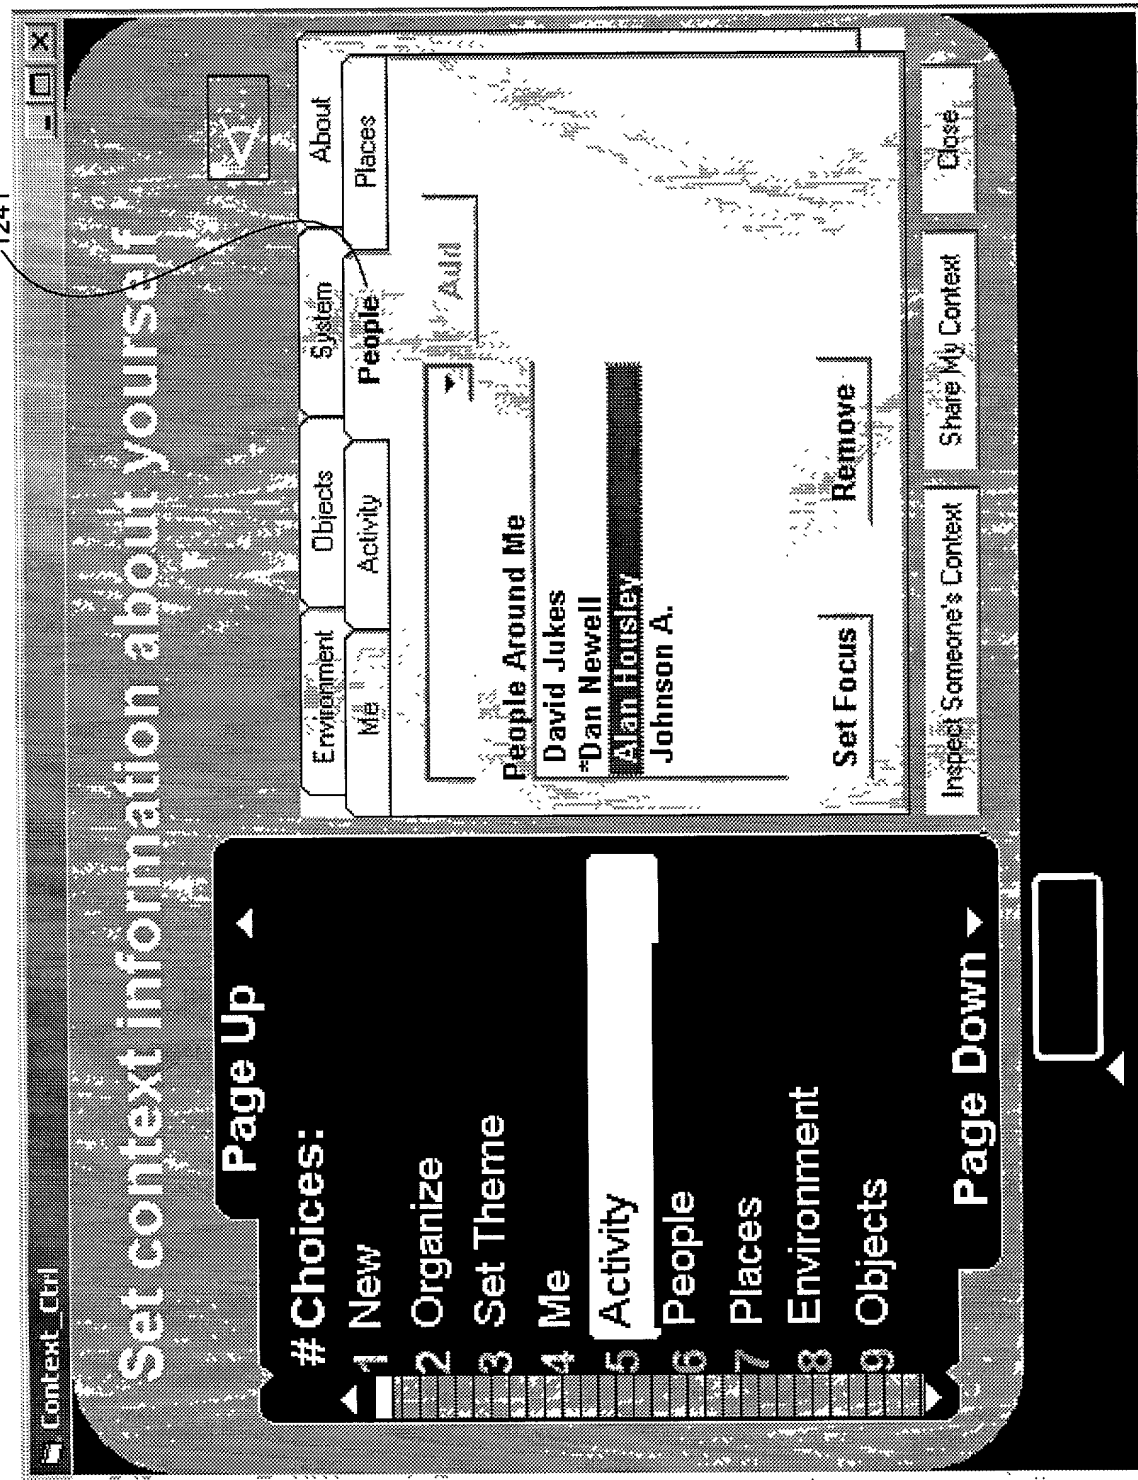 1241
Context_Ctrl
Set context information about yourself
Page Up
# Choices:
1 New
2 Organize
3 Set Theme
4 Me
5 Activity
6 People
7 Places
8 Environment
9 Objects
Page Down
Environment Objects System About
Me Activity People Places
Add
People Around Me
David Jukes
*Dan Newell
Alan Housley
Johnson A.
Set Focus Remove
Inspect Someone's Context Share My Context Close